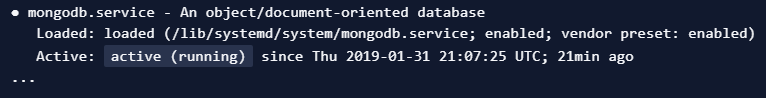 ● mongodb.service - An object/document-oriented database
Loaded: loaded (/lib/systemd/system/mongodb.service; enabled; vendor preset: enabled)
Active: active (running) since Thu 2019-01-31 21:07:25 UTC; 21min ago
...